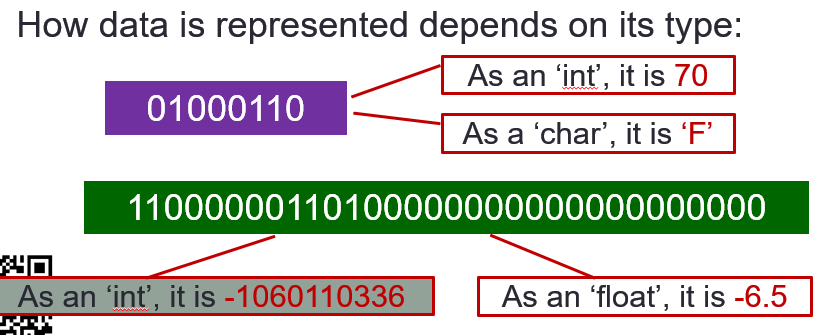 How data is represented depends on its type:
As an ‘int’, it is 70
01000110
As a ‘char’, it is ‘F’
11000000110100000000000000000000
As an ‘int’, it is -1060110336
As an ‘float’, it is -6.5